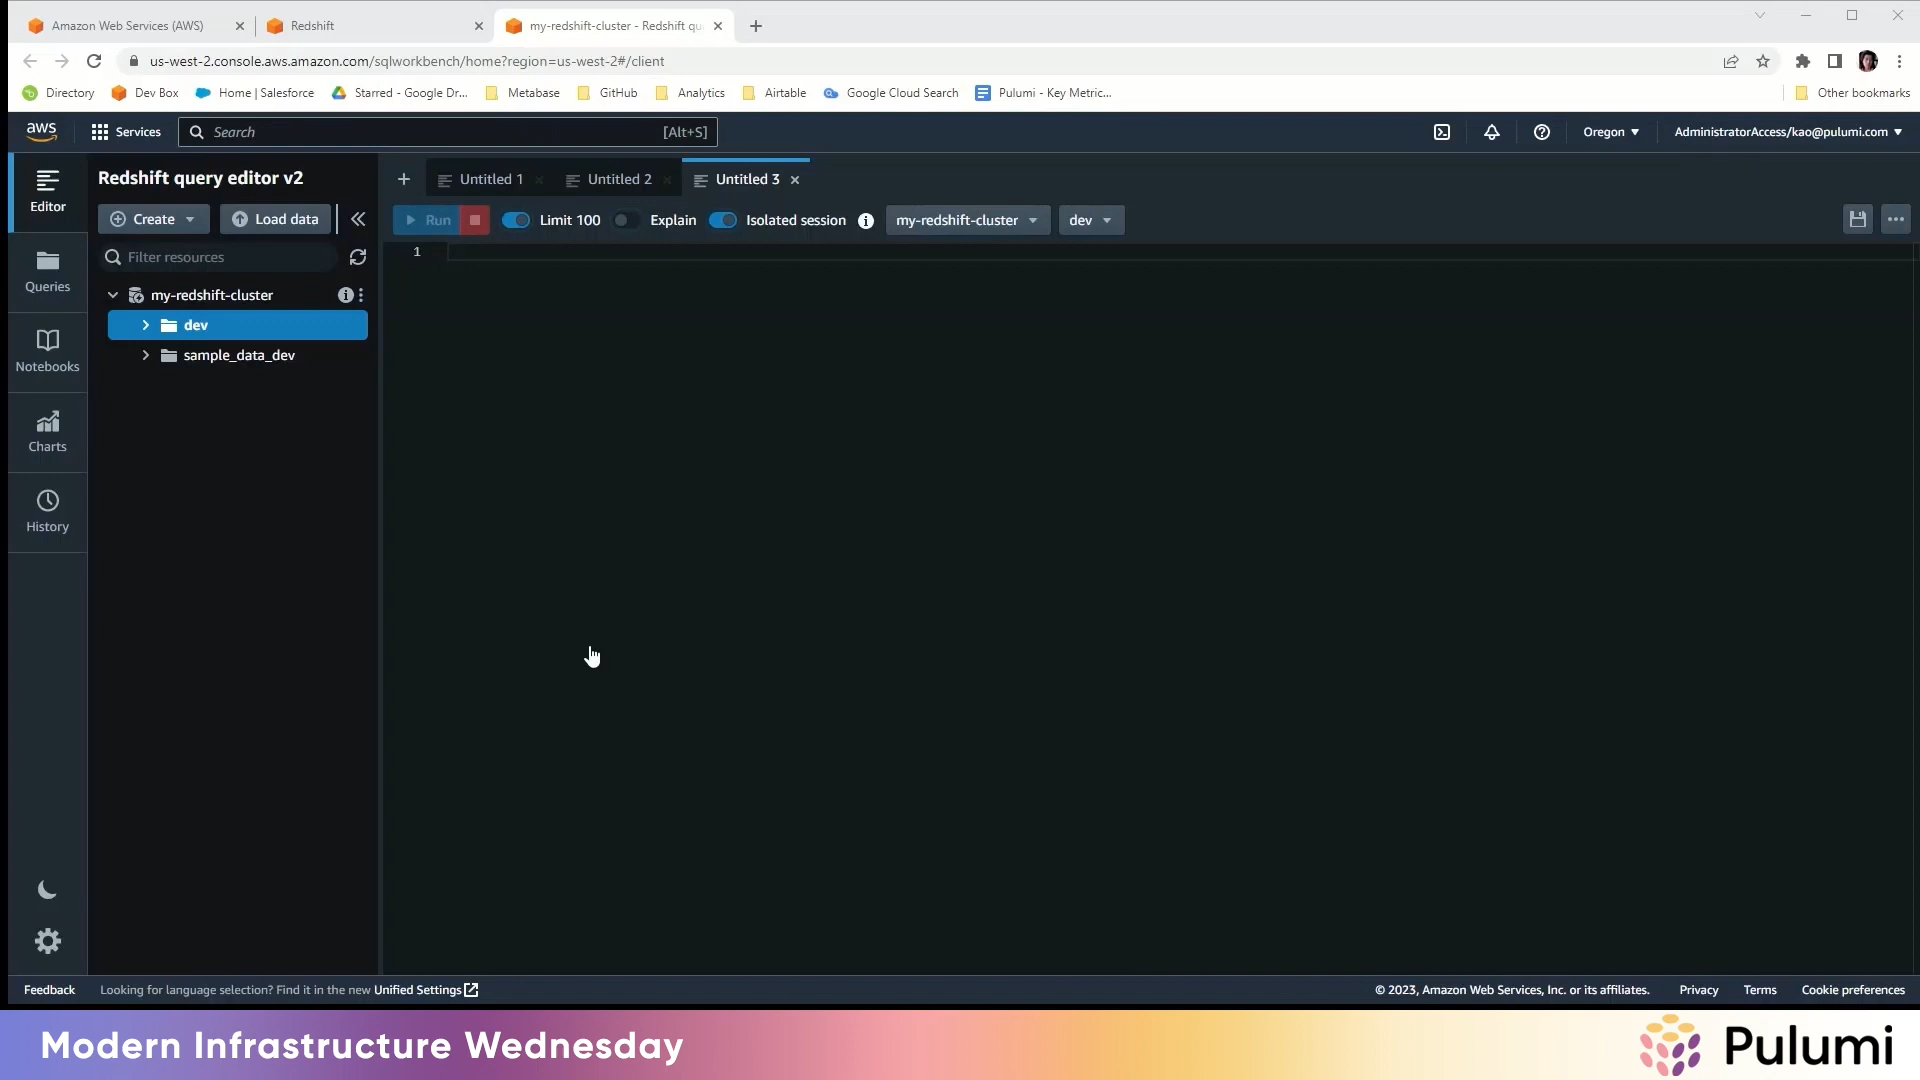 Amazon Web Services (AWS)
Redshift
my-redshift-cluster - Redshift qu
us-west-2.console.aws.amazon.com/sqlworkbench/home?region=us-west-2#/client
Directory
Dev Box
Home | Salesforce
Starred - Google Dr...
Metabase
GitHub
Analytics
Airtable
Google Cloud Search
Pulumi - Key Metric...
Other bookmarks
aws
Services
Search
[Alt+S]
Oregon
AdministratorAccess/kao@pulumi.com
Editor
Queries
Notebooks
Charts
History
Redshift query editor v2
Create
Load data
Filter resources
my-redshift-cluster
dev
sample_data_dev
Untitled 1
Untitled 2
Untitled 3
Run
Limit 100
Explain
Isolated session
my-redshift-cluster
dev
1
Feedback
Looking for language selection? Find it in the new Unified Settings
© 2023, Amazon Web Services, Inc. or its affiliates.
Privacy
Terms
Cookie preferences
Modern Infrastructure Wednesday
Pulumi